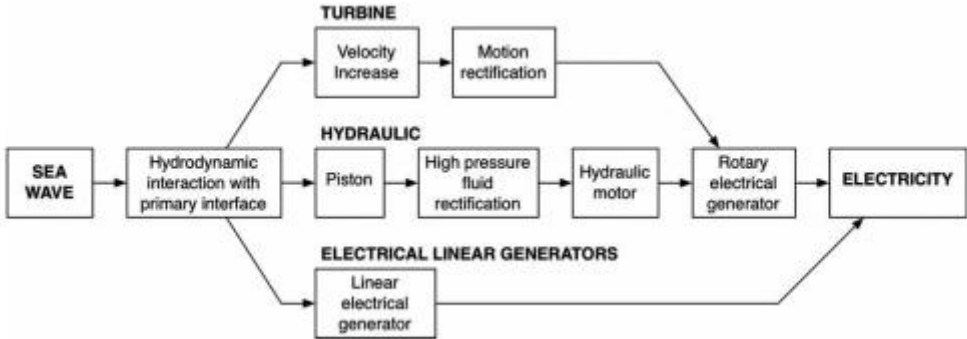 TURBINE
Velocity
Increase
Motion
rectification
HYDRAULIC
SEA
WAVE
Hydrodynamic
interaction with
primary interface
Piston
High pressure
fluid
rectification
Hydraulic
motor
Rotary
electrical
generator
ELECTRICITY
ELECTRICAL LINEAR GENERATORS
Linear
electrical
generator